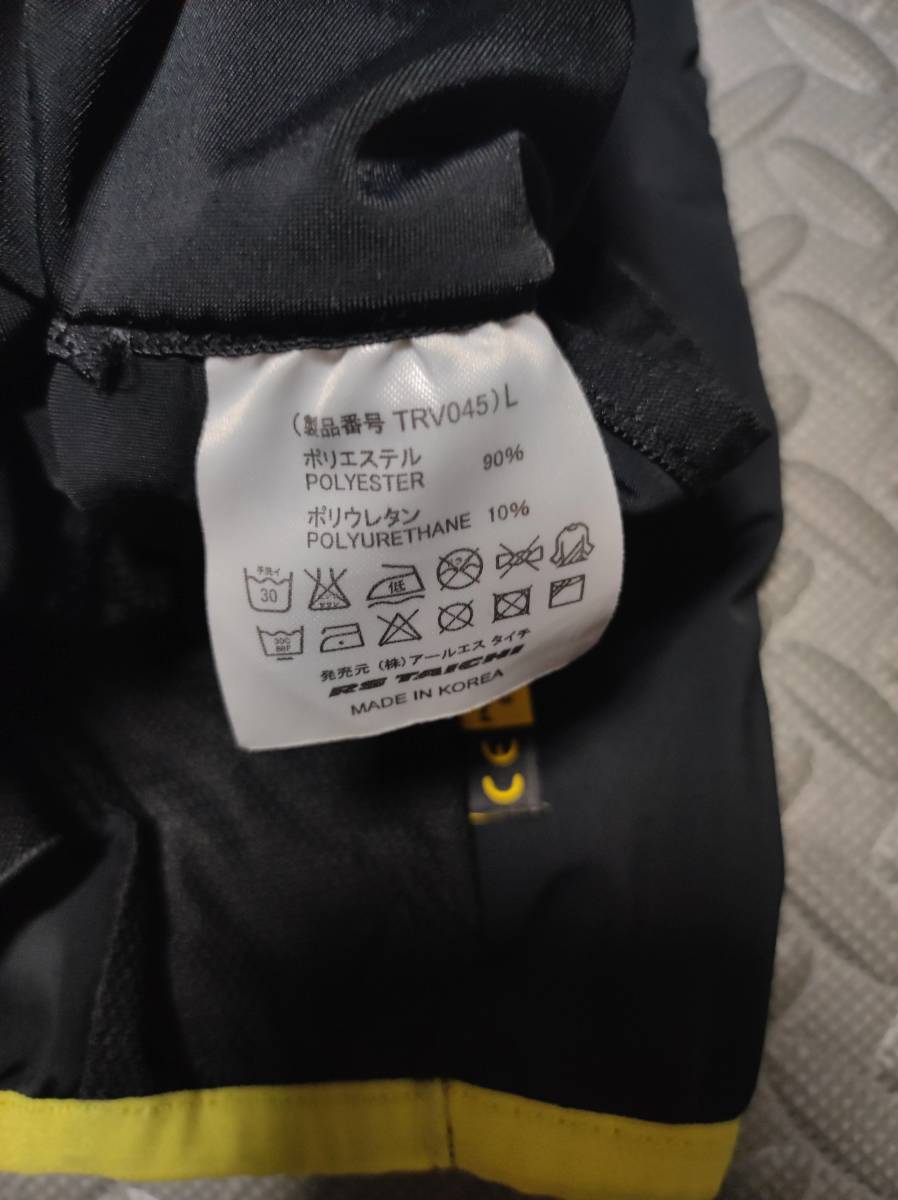 (製品番号 TRV045) L
ポリエステル 90%
POLYESTER
ポリウレタン 10%
POLYURETHANE
手洗イ
30
低
発売元 (株)アールエス タイチ
RS TAICHI
MADE IN KOREA
CE